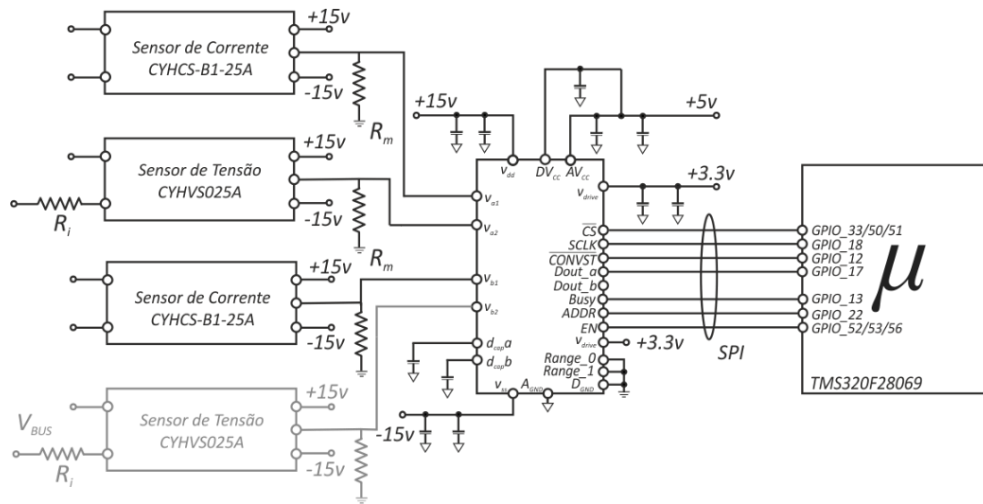 +15v
Sensor de Corrente
CYHCS-B1-25A
-15v
R_m
+15v
Sensor de Tensão
CYHVS025A
-15v
R_i
R_m
+15v
Sensor de Corrente
CYHCS-B1-25A
-15v
+15v
Sensor de Tensão
CYHVS025A
-15v
V_BUS
R_i
+15v
+5v
v_dd
DV_cc
AV_cc
+3.3v
v_drive
v_a1
v_a2
v_b1
v_b2
d_cap a
d_cap b
A_GND
-15v
C̅S̅
SCLK
C̅O̅N̅V̅S̅T̅
Dout_a
Dout_b
Busy
ADDR
EN
v_drive
+3.3v
Range_0
Range_1
D_GND
SPI
GPIO_33/50/51
GPIO_18
GPIO_12
GPIO_17
GPIO_13
GPIO_22
GPIO_52/53/56
μ
TMS320F28069